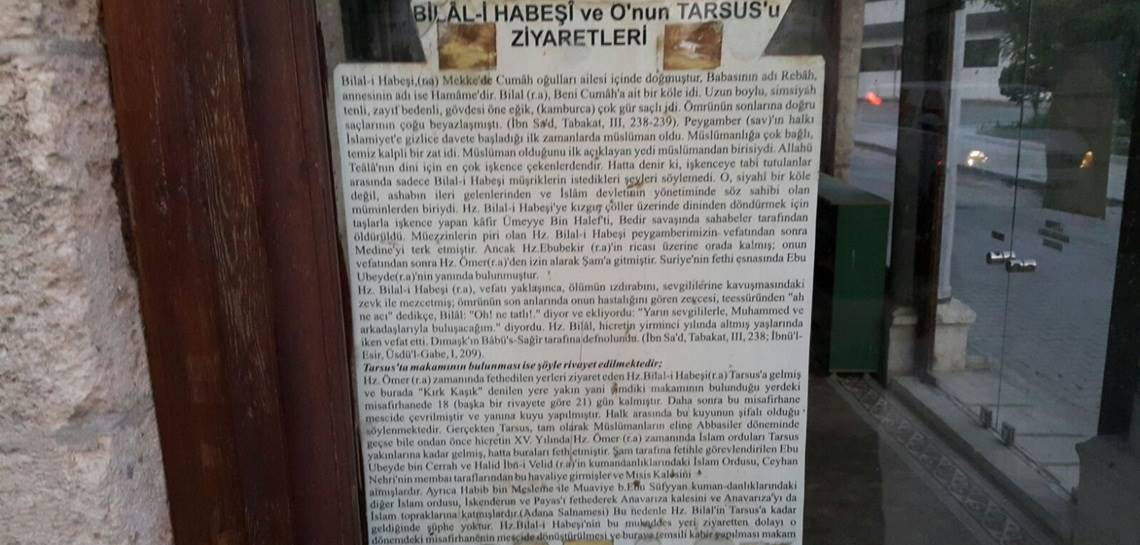 BİLÂL-İ HABEŞÎ ve O'nun TARSUS'u
ZİYARETLERİ
Bilal-i Habeşi,(na) Mekke'de Cumâh oğulları ailesi içinde doğmuştur, Babasının adı Rebâh,
annesinin adı ise Hamâme'dir. Bilal (r.a), Beni Cumâh'a ait bir köle idi. Uzun boylu, simsiyah
tenli, zayıf bedenli, gövdesi öne eğik, (kamburca) çok gür saçlı idi. Ömrünün sonlarına doğru
saçlarının çoğu beyazlaşmıştı. (İbn Sa'd, Tabakat, III, 238-239). Peygamber (sav)'ın halkı
İslamiyet'e gizlice davete başladığı ilk zamanlarda müslüman oldu. Müslümanlığa çok bağlı,
temiz kalpli bir zat idi. Müslüman olduğunu ilk açıklayan yedi müslümandan birisiydi. Allahü
Teâlâ'nın dini için en çok işkence çekenlerdendir. Hatta denir ki, işkenceye tabi tutulanlar
arasında sadece Bilal-i Habeşi müşriklerin istedikleri şeyleri söylemedi. O, siyahî bir köle
değil, ashabın ileri gelenlerinden ve İslâm devletinin yönetiminde söz sahibi olan
müminlerden biriydi. Hz. Bilal-i Habeşi'ye kızgın çöller üzerinde dininden döndürmek için
taşlarla işkence yapan kâfir Ümeyye Bin Halef'ti, Bedir savaşında sahabeler tarafından
öldürüldü. Müezzinlerin piri olan Hz. Bilal-i Habeşi peygamberimizin vefatından sonra
Medine'yi terk etmiştir. Ancak Hz.Ebubekir (r.a)'in ricası üzerine orada kalmış; onun
vefatından sonra Hz. Ömer(r.a)'den izin alarak Şam'a gitmiştir. Suriye'nin fethi esnasında Ebu
Ubeyde(r.a)'nin yanında bulunmuştur.
Hz. Bilal-i Habeşi (r.a), vefatı yaklaşınca, ölümün ızdırabını, sevgililerine kavuşmasındaki
zevk ile mezcetmiş; ömrünün son anlarında onun hastalığını gören zevcesi, teessüründen "ah
ne acı" dedikçe, Bilâl: "Oh! ne tatlı!." diyor ve ekliyordu: "Yarın sevgililerle, Muhammed ve
arkadaşlarıyla buluşacağım." diyordu. Hz. Bilâl, hicretin yirminci yılında altmış yaşlarında
iken vefat etti. Dımaşk'ın Bâbü's-Sağir tarafına defnolundu. (İbn Sa'd, Tabakat, III, 238; İbnü'l-
Esir, Üsdü'l-Gabe, I, 209).
Tarsus'ta makamının bulunması ise şöyle rivayet edilmektedir;
Hz. Ömer (r.a) zamanında fethedilen yerleri ziyaret eden Hz.Bilal-i Habeşi(r.a) Tarsus'a gelmiş
ve burada "Kırk Kaşık" denilen yere yakın yani şimdiki makamının bulunduğu yerdeki
misafirhanede 18 (başka bir rivayete göre 21) gün kalmıştır. Daha sonra bu misafirhane
mescide çevrilmiştir ve yanına kuyu yapılmıştır. Halk arasında bu kuyunun şifalı olduğu
söylenmektedir. Gerçekten Tarsus, tam olarak Müslümanların eline Abbasiler döneminde
geçse bile ondan önce hicretin XV. Yılında Hz. Ömer (r.a) zamanında İslam orduları Tarsus
yakınlarına kadar gelmiş, hatta buraları feth etmiştir. Şam tarafına fetihle görevlendirilen Ebu
Ubeyde bin Cerrah ve Halid İbn-i Velid (r.a)'in kumandanlıklarındaki İslam Ordusu, Ceyhan
Nehri'nin membaı taraflarından bu havaliye girmişler ve Misis Kalesini
almışlardır. Ayrıca Habib bin Mesleme ile Muaviye b.Ebu Süfyyan kuman-danlıklarındaki
diğer İslam ordusu, İskenderun ve Payas'ı fethederek Anavarıza kalesini ve Anavarıza'yı da
İslam topraklarına katmışlardır.(Adana Salnamesi) Bu nedenle Hz. Bilal'in Tarsus'a kadar
geldiğinde şüphe yoktur. Hz.Bilal-i Habeşi'nin bu mukaddes yeri ziyaretten dolayı o
dönemdeki misafirhanenin mescide dönüştürülmesi ve buraya temsili kabir yapılması makam